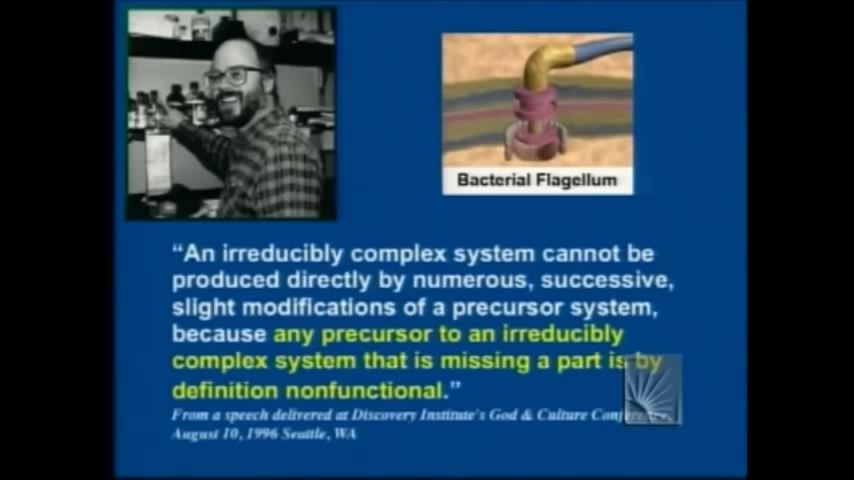 Bacterial Flagellum
“An irreducibly complex system cannot be
produced directly by numerous, successive,
slight modifications of a precursor system,
because any precursor to an irreducibly
complex system that is missing a part is by
definition nonfunctional.”
From a speech delivered at Discovery Institute's God & Culture Conference,
August 10, 1996 Seattle, WA